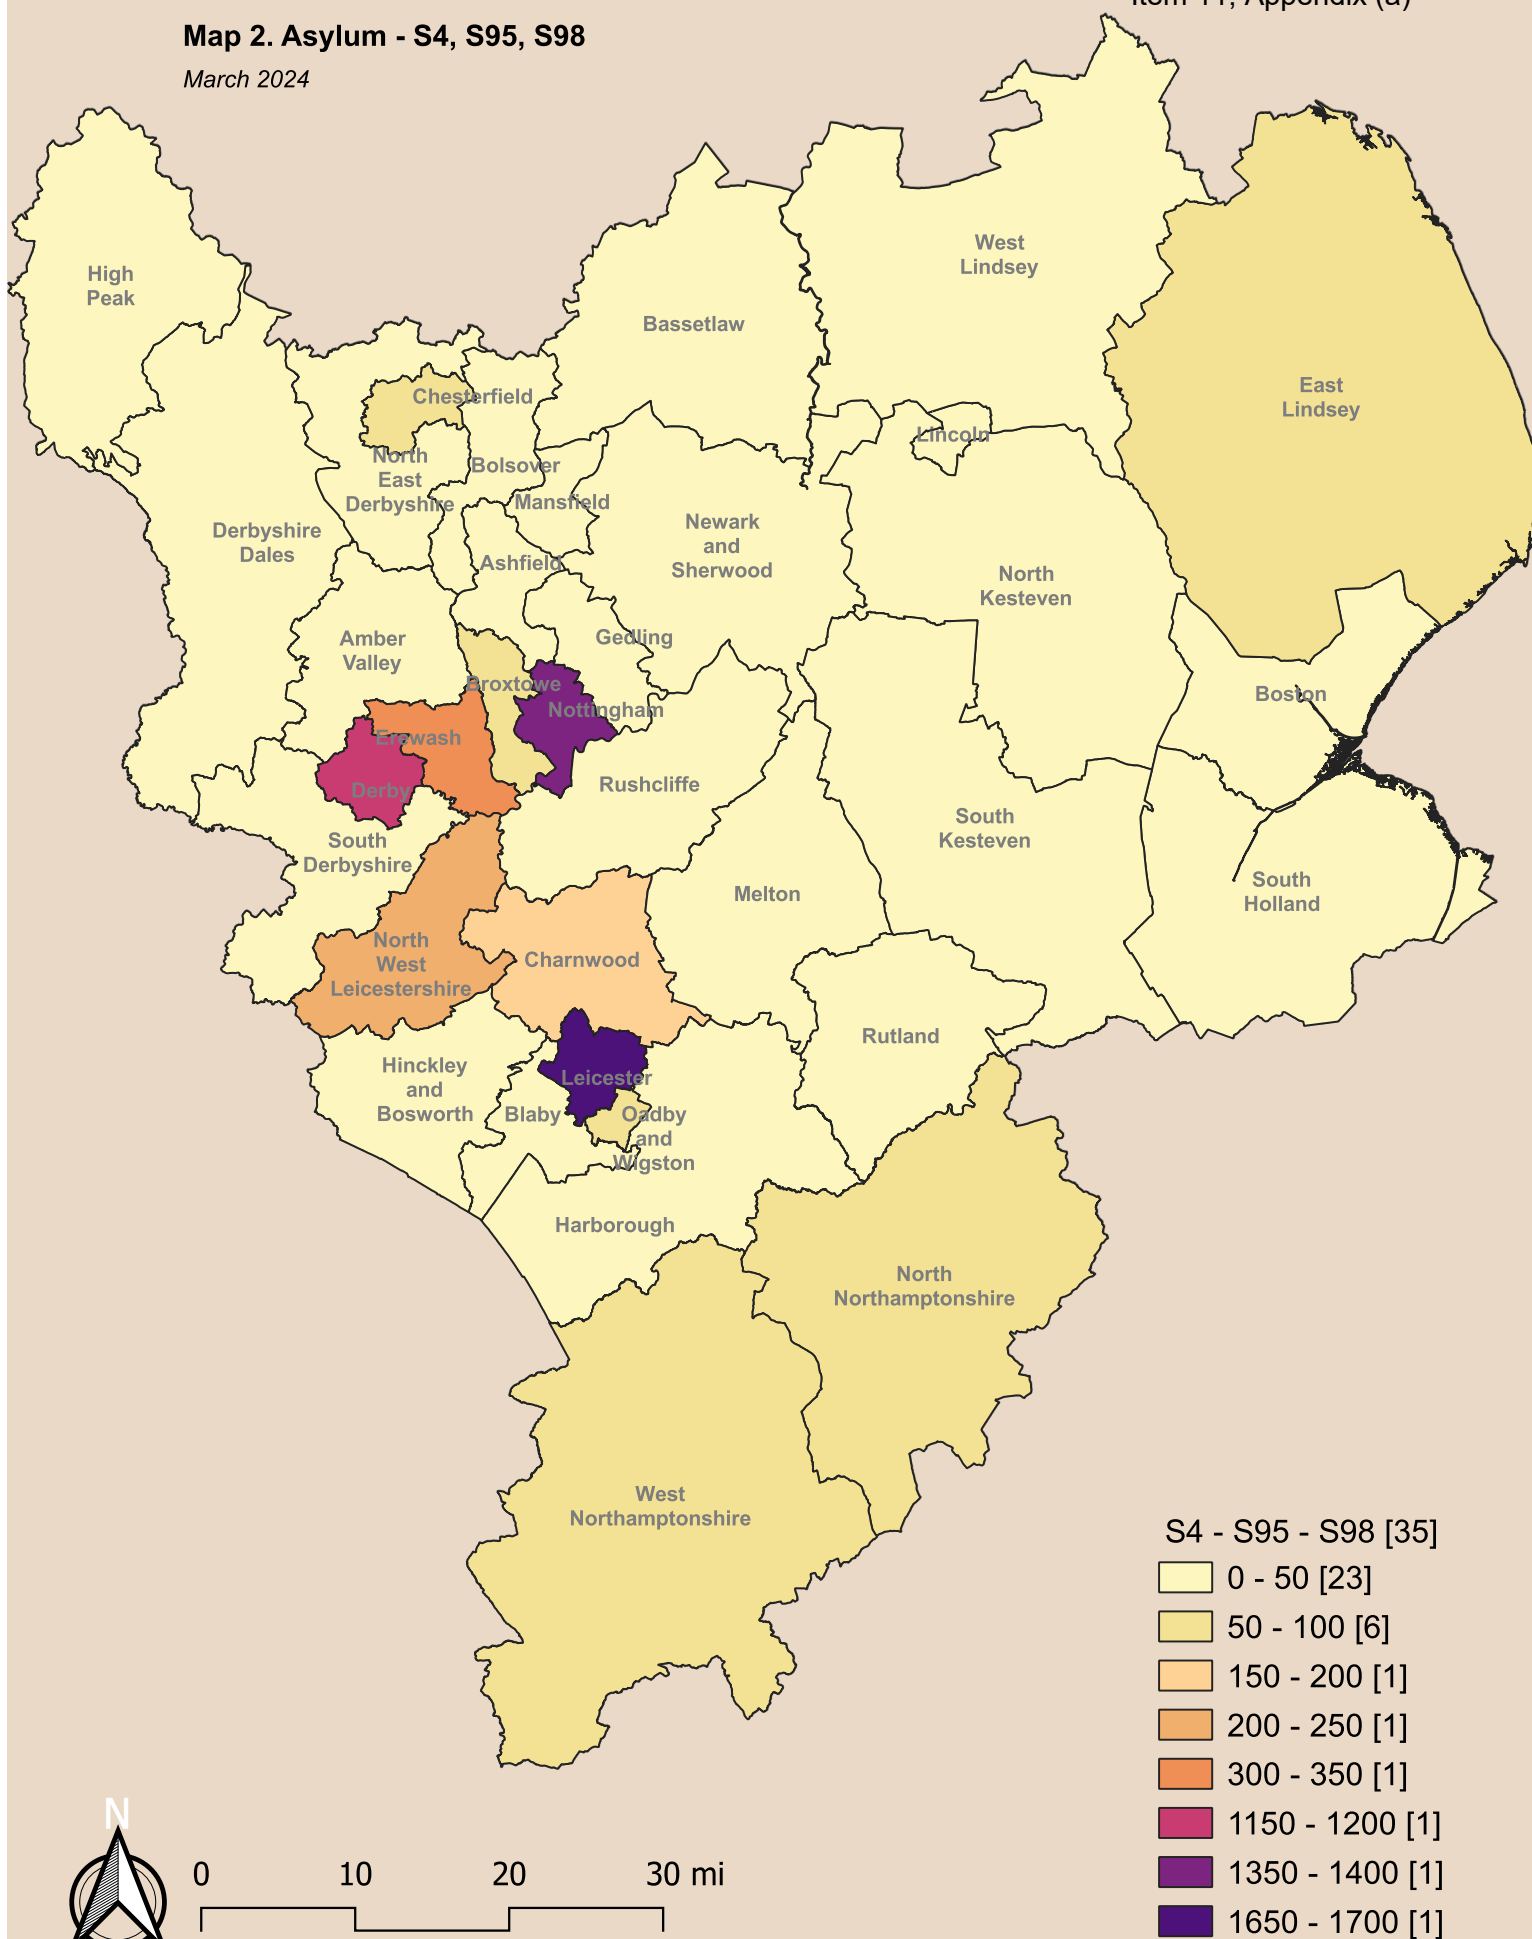 Item 11, Appendix (a)
Map 2. Asylum - S4, S95, S98
March 2024
High
Peak
West
Lindsey
Bassetlaw
East
Lindsey
Chesterfield
Lincoln
North
East
Derbyshire
Bolsover
Mansfield
Derbyshire
Dales
Newark
and
Sherwood
Ashfield
North
Kesteven
Amber
Valley
Gedling
Broxtowe
Boston
Nottingham
Erewash
Derby
Rushcliffe
South
Derbyshire
South
Kesteven
Melton
South
Holland
North
West
Leicestershire
Charnwood
Rutland
Hinckley
and
Bosworth
Leicester
Blaby
Oadby
and
Wigston
Harborough
North
Northamptonshire
West
Northamptonshire
S4 - S95 - S98 [35]
0 - 50 [23]
50 - 100 [6]
150 - 200 [1]
200 - 250 [1]
300 - 350 [1]
1150 - 1200 [1]
1350 - 1400 [1]
1650 - 1700 [1]
N
0 10 20 30 mi